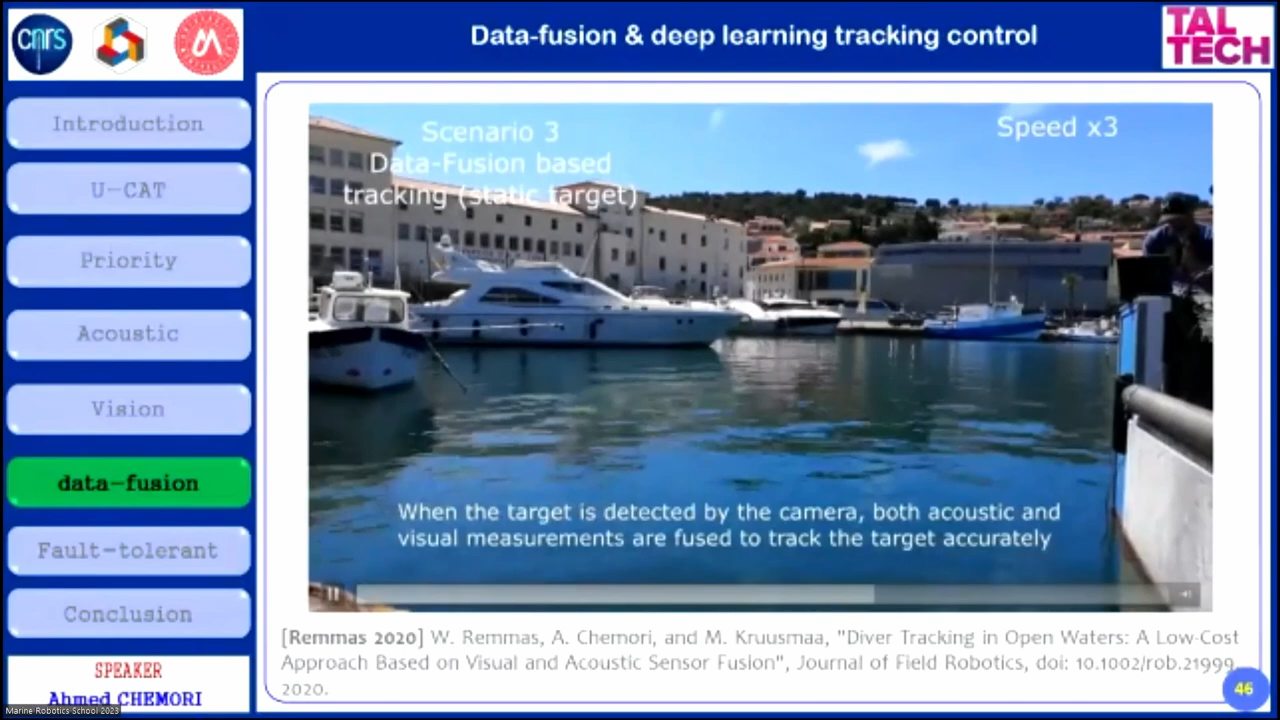 cnrs
Data-fusion & deep learning tracking control
TAL
TECH
Introduction
U-CAT
Priority
Acoustic
Vision
data-fusion
Fault-tolerant
Conclusion
SPEAKER
Ahmed CHEMORI
Marine Robotics School 2023
Scenario 3
Data-Fusion based
tracking (static target)
Speed x3
When the target is detected by the camera, both acoustic and
visual measurements are fused to track the target accurately
[Remmas 2020] W. Remmas, A. Chemori, and M. Kruusmaa, "Diver Tracking in Open Waters: A Low-Cost
Approach Based on Visual and Acoustic Sensor Fusion", Journal of Field Robotics, doi: 10.1002/rob.21999,
2020.
46